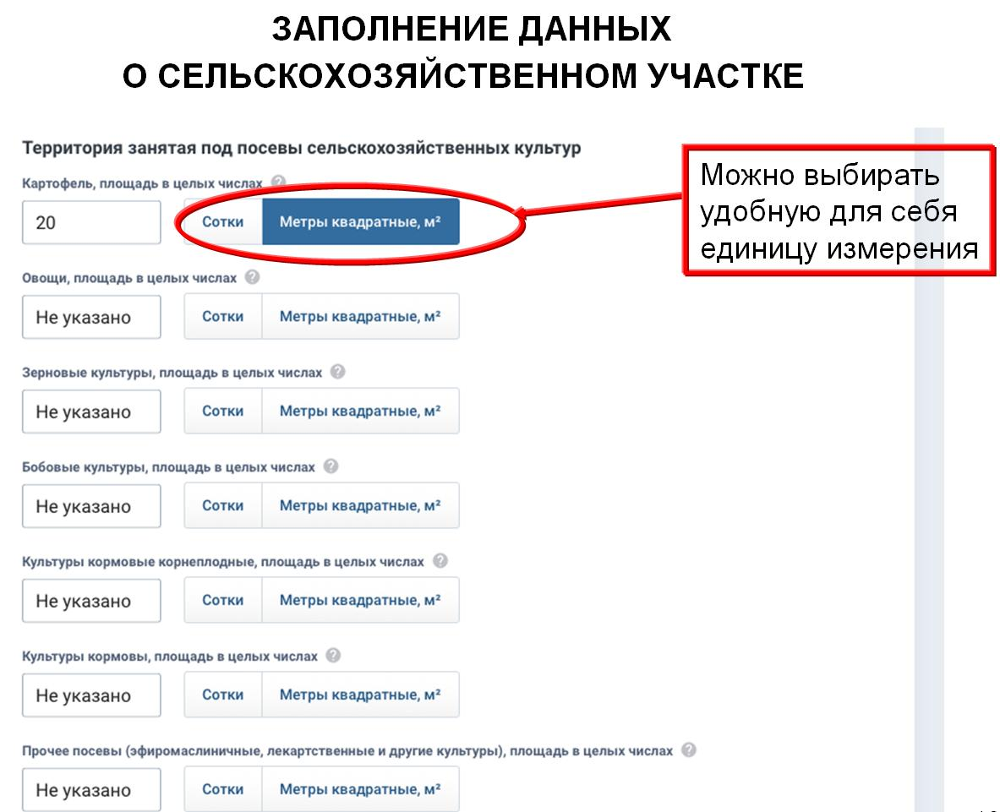 ЗАПОЛНЕНИЕ ДАННЫХ
О СЕЛЬСКОХОЗЯЙСТВЕННОМ УЧАСТКЕ
Территория занятая под посевы сельскохозяйственных культур
Картофель, площадь в целых числах ?
20 Сотки Метры квадратные, м²
Можно выбирать
удобную для себя
единицу измерения
Овощи, площадь в целых числах ?
Не указано Сотки Метры квадратные, м²
Зерновые культуры, площадь в целых числах ?
Не указано Сотки Метры квадратные, м²
Бобовые культуры, площадь в целых числах ?
Не указано Сотки Метры квадратные, м²
Культуры кормовые корнеплодные, площадь в целых числах ?
Не указано Сотки Метры квадратные, м²
Культуры кормовы, площадь в целых числах ?
Не указано Сотки Метры квадратные, м²
Прочее посевы (эфиромаслиничные, лекартственные и другие культуры), площадь в целых числах ?
Не указано Сотки Метры квадратные, м²